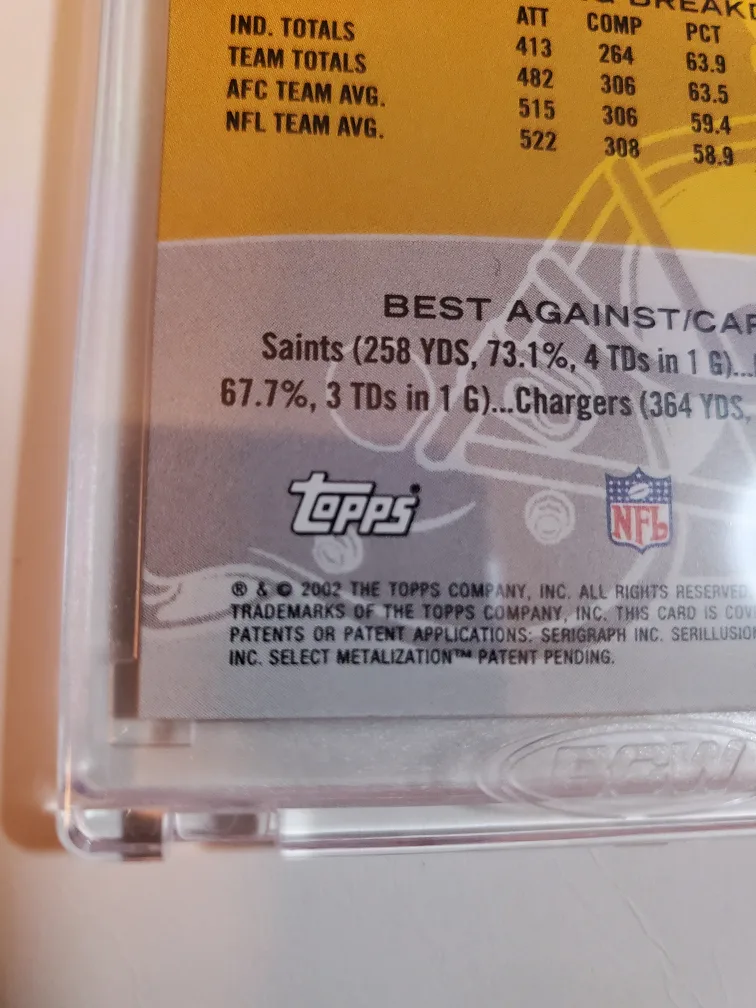 ATT COMP PCT
IND. TOTALS 413 264 63.9
TEAM TOTALS 482 306 63.5
AFC TEAM AVG. 515 306 59.4
NFL TEAM AVG. 522 308 58.9
BEST AGAINST/CAR
Saints (258 YDS, 73.1%, 4 TDs in 1 G)...
67.7%, 3 TDs in 1 G)...Chargers (364 YDS,
Topps® NFL
® & © 2002 THE TOPPS COMPANY, INC. ALL RIGHTS RESERVED.
TRADEMARKS OF THE TOPPS COMPANY, INC. THIS CARD IS COV
PATENTS OR PATENT APPLICATIONS: SERIGRAPH INC. SERILLUSION
INC. SELECT METALIZATION™ PATENT PENDING.
BCW